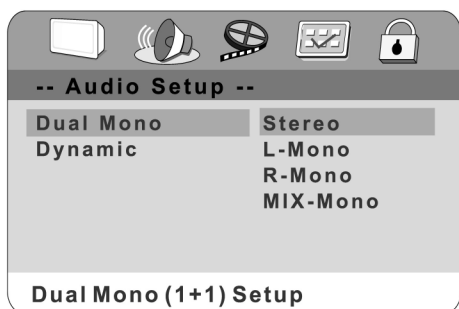 -- Audio Setup --
Dual Mono
Dynamic
Stereo
L-Mono
R-Mono
MIX-Mono
Dual Mono (1+1) Setup